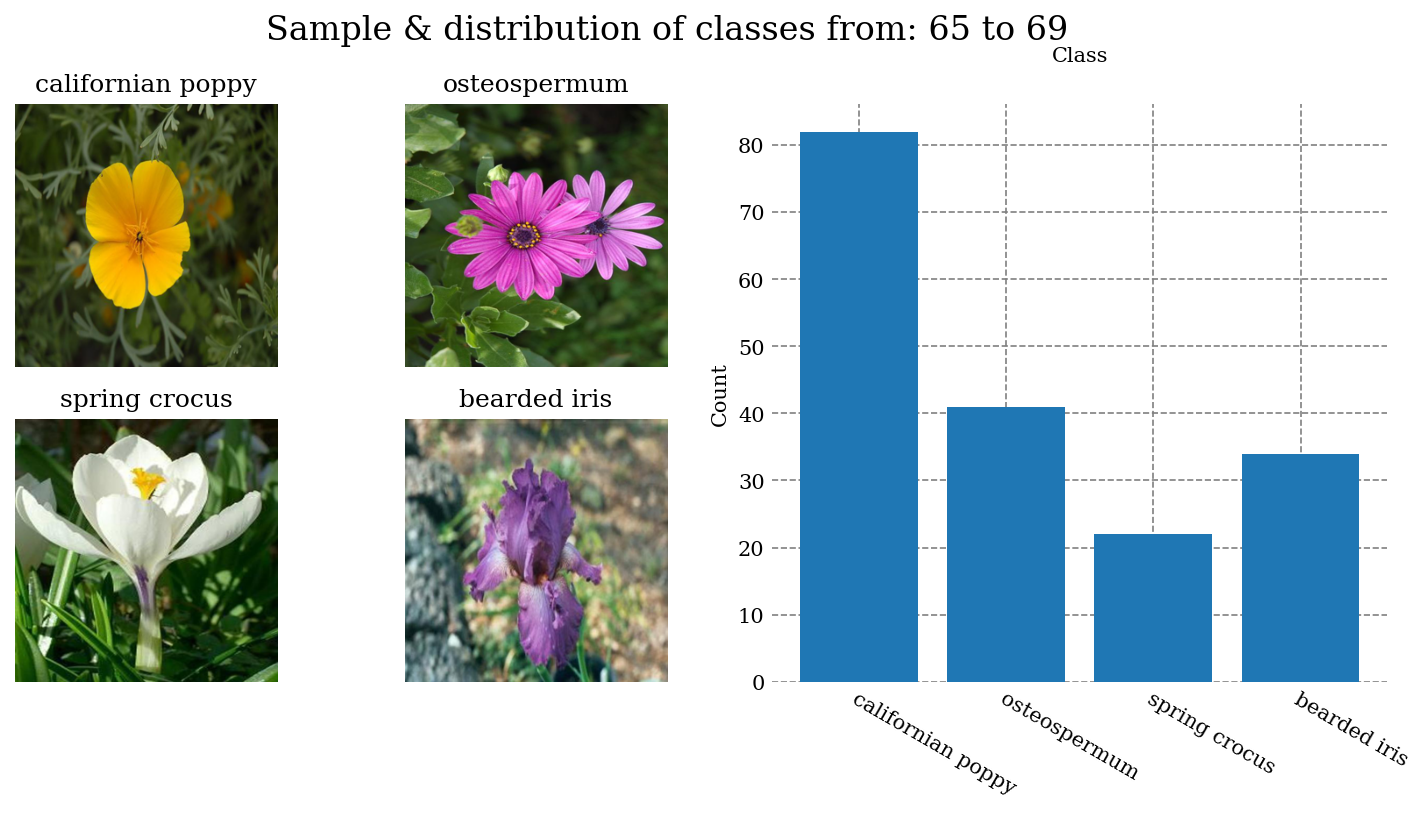 Sample & distribution of classes from: 65 to 69
californian poppy
osteospermum
spring crocus
bearded iris
Class
Count
80
70
60
50
40
30
20
10
0
californian poppy
osteospermum
spring crocus
bearded iris